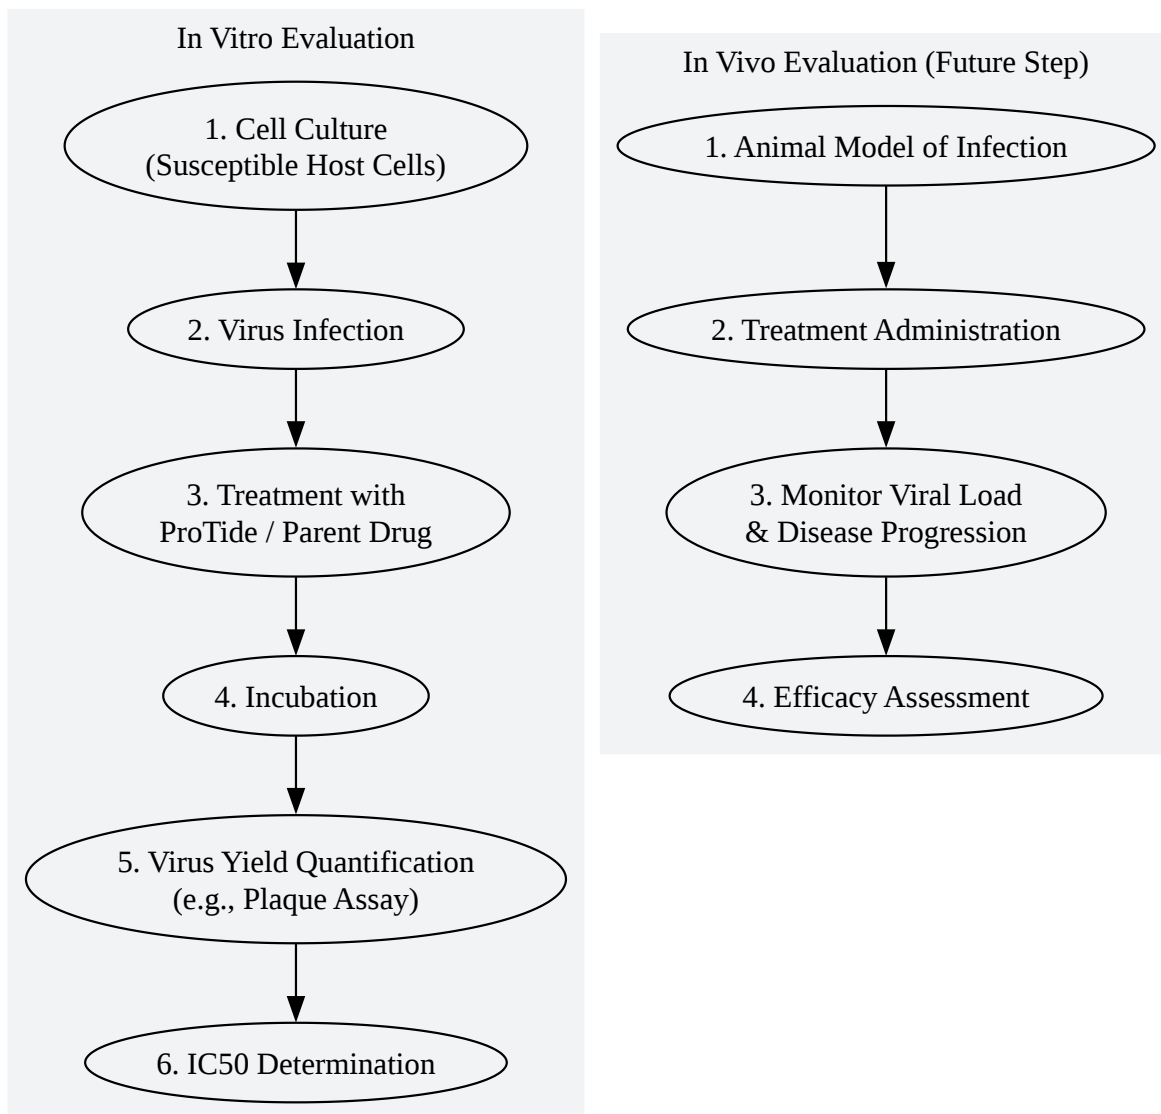 In Vitro Evaluation
1. Cell Culture
(Susceptible Host Cells)
2. Virus Infection
3. Treatment with
ProTide / Parent Drug
4. Incubation
5. Virus Yield Quantification
(e.g., Plaque Assay)
6. IC50 Determination
In Vivo Evaluation (Future Step)
1. Animal Model of Infection
2. Treatment Administration
3. Monitor Viral Load
& Disease Progression
4. Efficacy Assessment